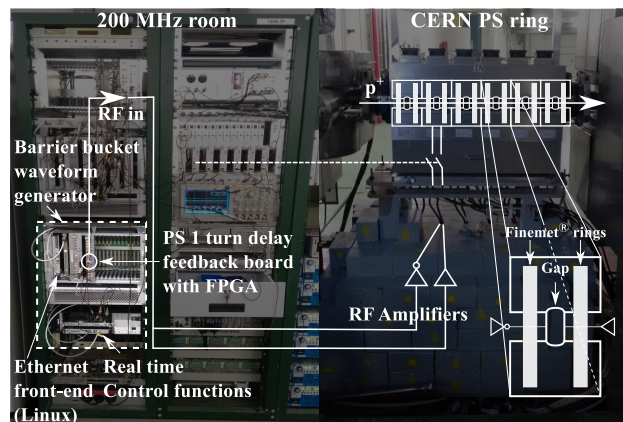 200 MHz room
CERN PS ring
p+
RF in
Barrier bucket
waveform
generator
PS 1 turn delay
feedback board
with FPGA
Finemet® rings
Gap
RF Amplifiers
Ethernet
front-end
(Linux)
Real time
Control functions